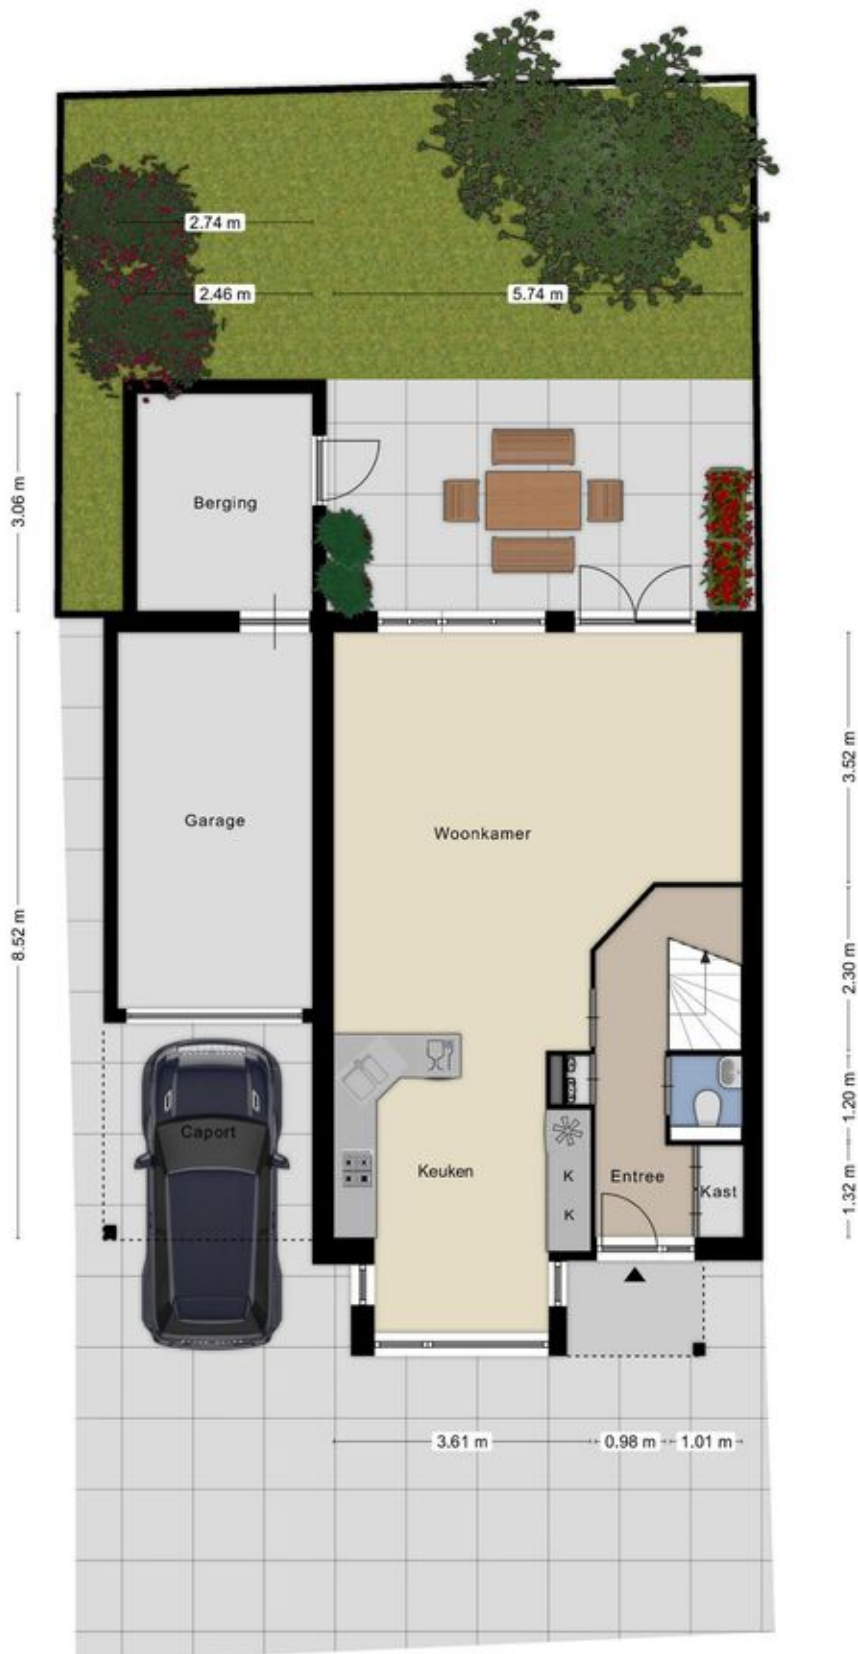 2.74 m
2.46 m
5.74 m
3.06 m
Berging
3.52 m
Garage
Woonkamer
8.52 m
2.30 m
1.20 m
Caport
Keuken
K
K
Entree
Kast
1.32 m
3.61 m
0.98 m
1.01 m